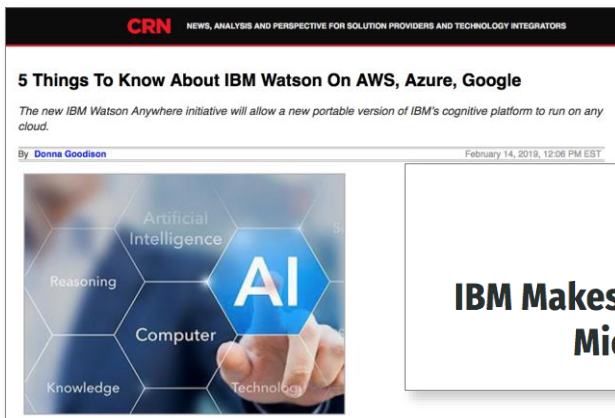 CRN NEWS, ANALYSIS AND PERSPECTIVE FOR SOLUTION PROVIDERS AND TECHNOLOGY INTEGRATORS
5 Things To Know About IBM Watson On AWS, Azure, Google
The new IBM Watson Anywhere initiative will allow a new portable version of IBM's cognitive platform to run on any
cloud.
By Donna Goodison February 14, 2019, 12:06 PM EST
Artificial
Intelligence
Reasoning
AI
Computer
Knowledge
Technology
IBM Makes
Mic